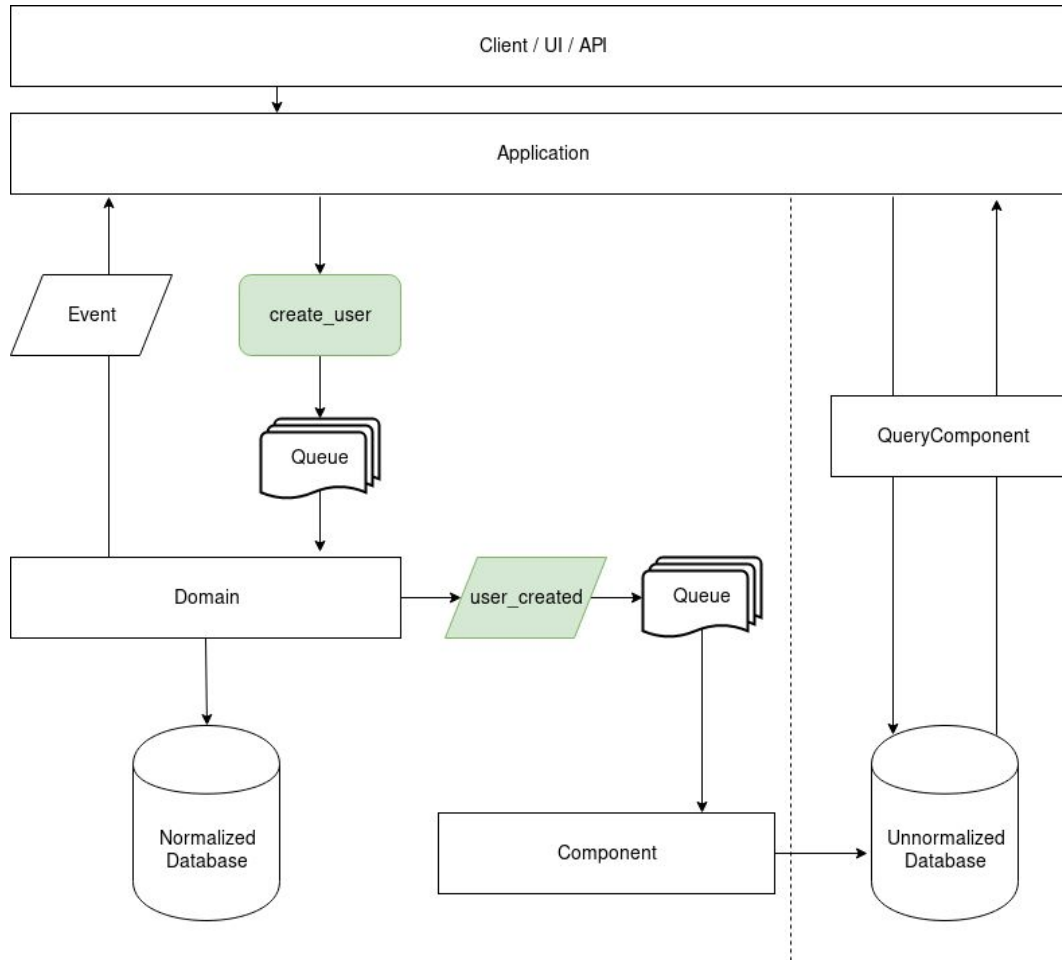 Client / UI / API
Application
Event
create_user
QueryComponent
Queue
Domain
user_created
Queue
Normalized
Database
Component
Unnormalized
Database